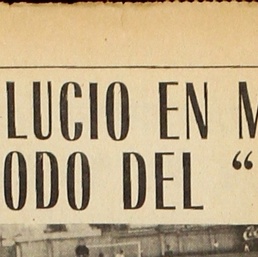 LUCIO EN M
ODO DEL “